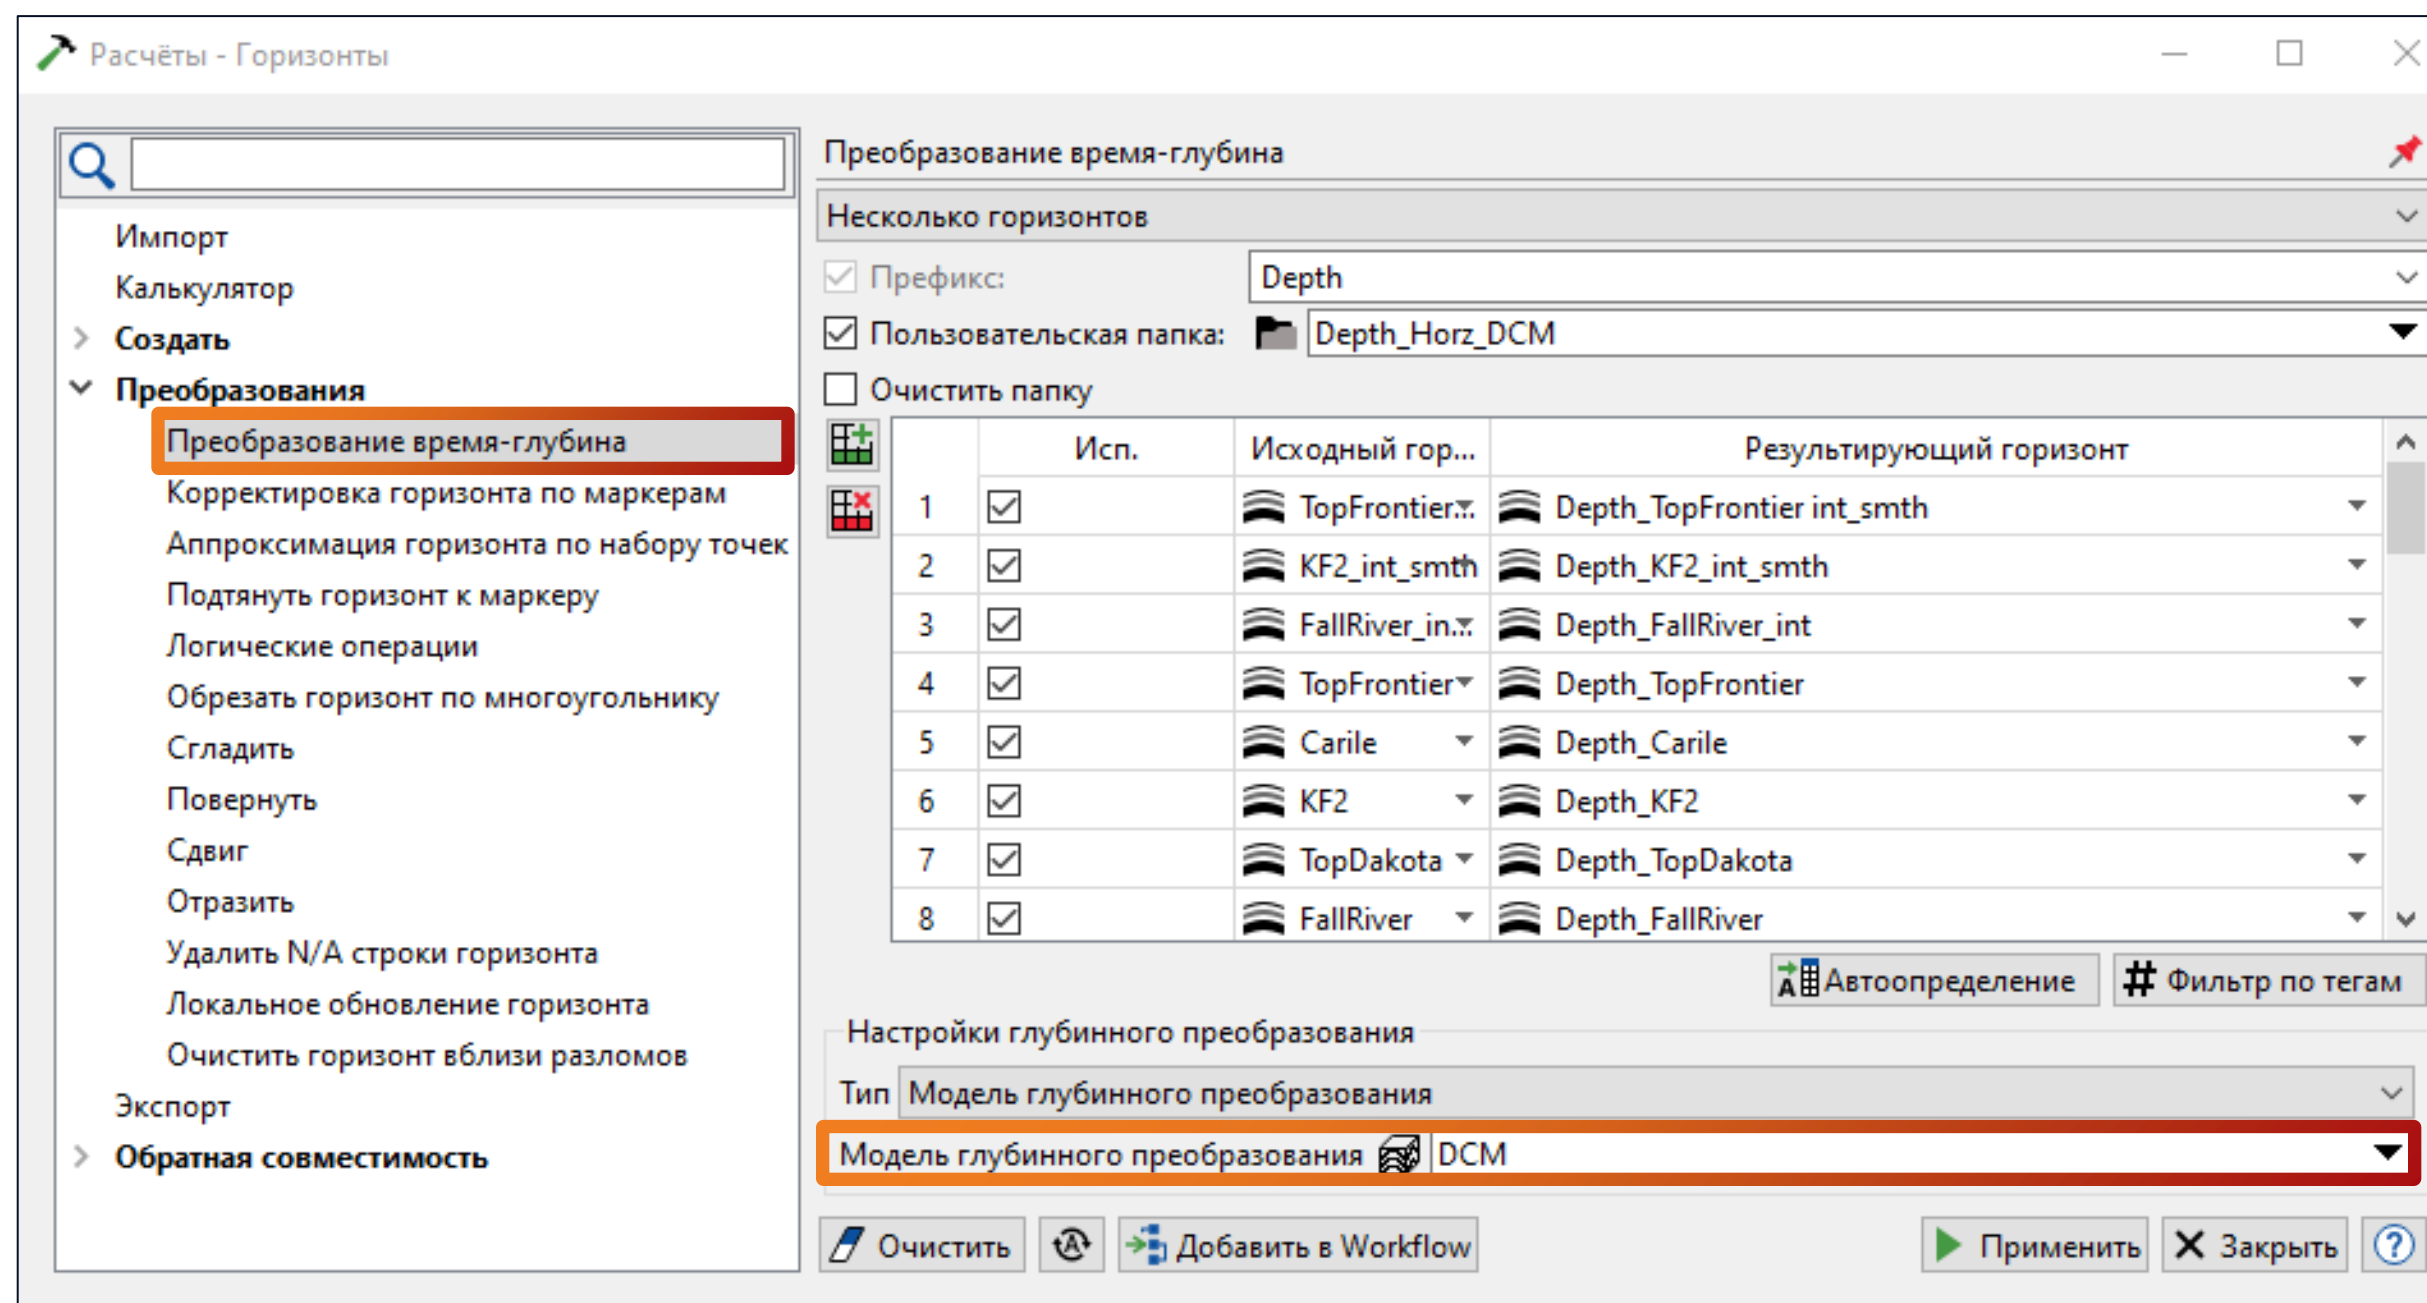 Расчёты - Горизонты
Импорт
Калькулятор
Создать
Преобразования
Преобразование время-глубина
Корректировка горизонта по маркерам
Аппроксимация горизонта по набору точек
Подтянуть горизонт к маркеру
Логические операции
Обрезать горизонт по многоугольнику
Сгладить
Повернуть
Сдвиг
Отразить
Удалить N/A строки горизонта
Локальное обновление горизонта
Очистить горизонт вблизи разломов
Экспорт
Обратная совместимость
Преобразование время-глубина
Несколько горизонтов
Префикс: Depth
Пользовательская папка: Depth_Horz_DCM
Очистить папку
Исп. Исходный гор... Результирующий горизонт
1 TopFrontier... Depth_TopFrontier int_smth
2 KF2_int_smth Depth_KF2_int_smth
3 FallRiver_in... Depth_FallRiver_int
4 TopFrontier Depth_TopFrontier
5 Carile Depth_Carile
6 KF2 Depth_KF2
7 TopDakota Depth_TopDakota
8 FallRiver Depth_FallRiver
Автоопределение # Фильтр по тегам
Настройки глубинного преобразования
Тип Модель глубинного преобразования
Модель глубинного преобразования DCM
Очистить Добавить в Workflow Применить Закрыть ?